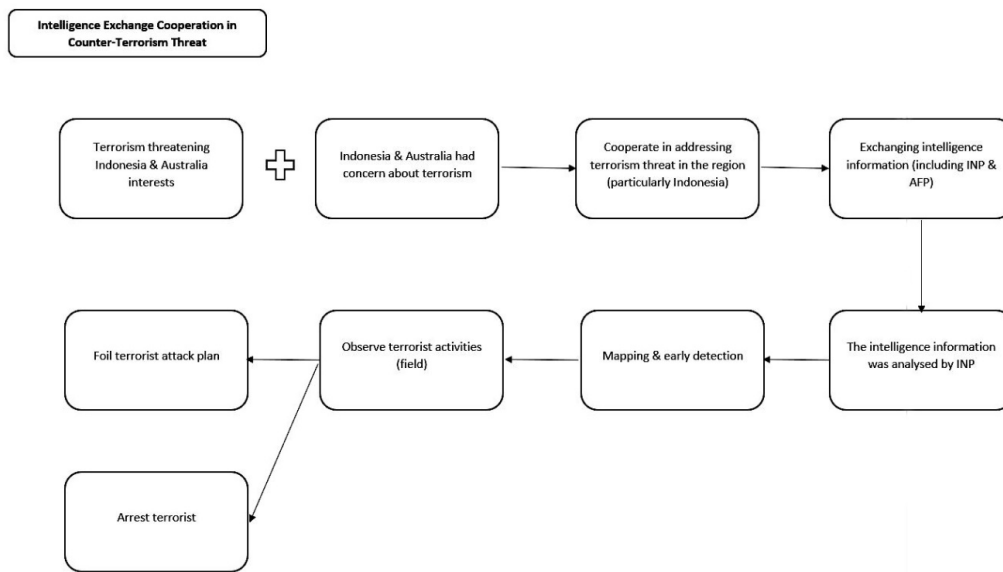 Intelligence Exchange Cooperation in
Counter-Terrorism Threat
Terrorism threatening
Indonesia & Australia
interests
Indonesia & Australia had
concern about terrorism
Cooperate in addressing
terrorism threat in the region
(particularly Indonesia)
Exchanging intelligence
information (including INP &
AFP)
The intelligence information
was analysed by INP
Mapping & early detection
Observe terrorist activities
(field)
Foil terrorist attack plan
Arrest terrorist